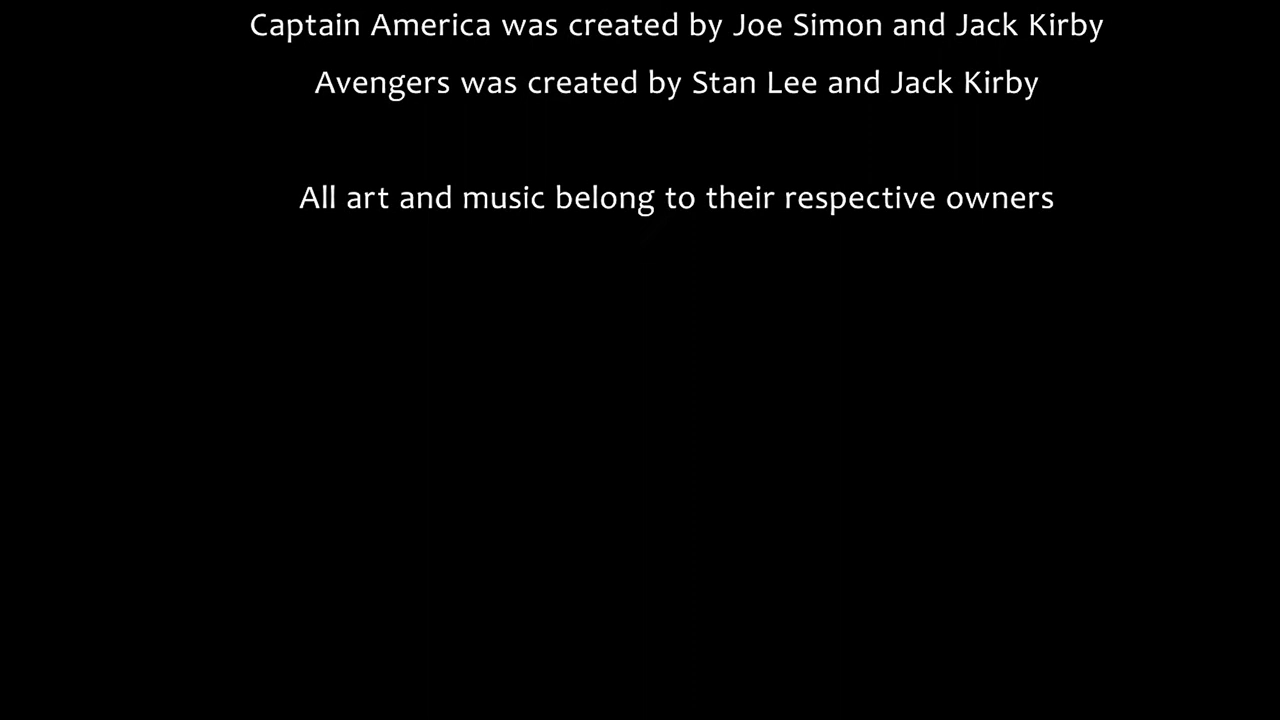 Captain America was created by Joe Simon and Jack Kirby
Avengers was created by Stan Lee and Jack Kirby
All art and music belong to their respective owners